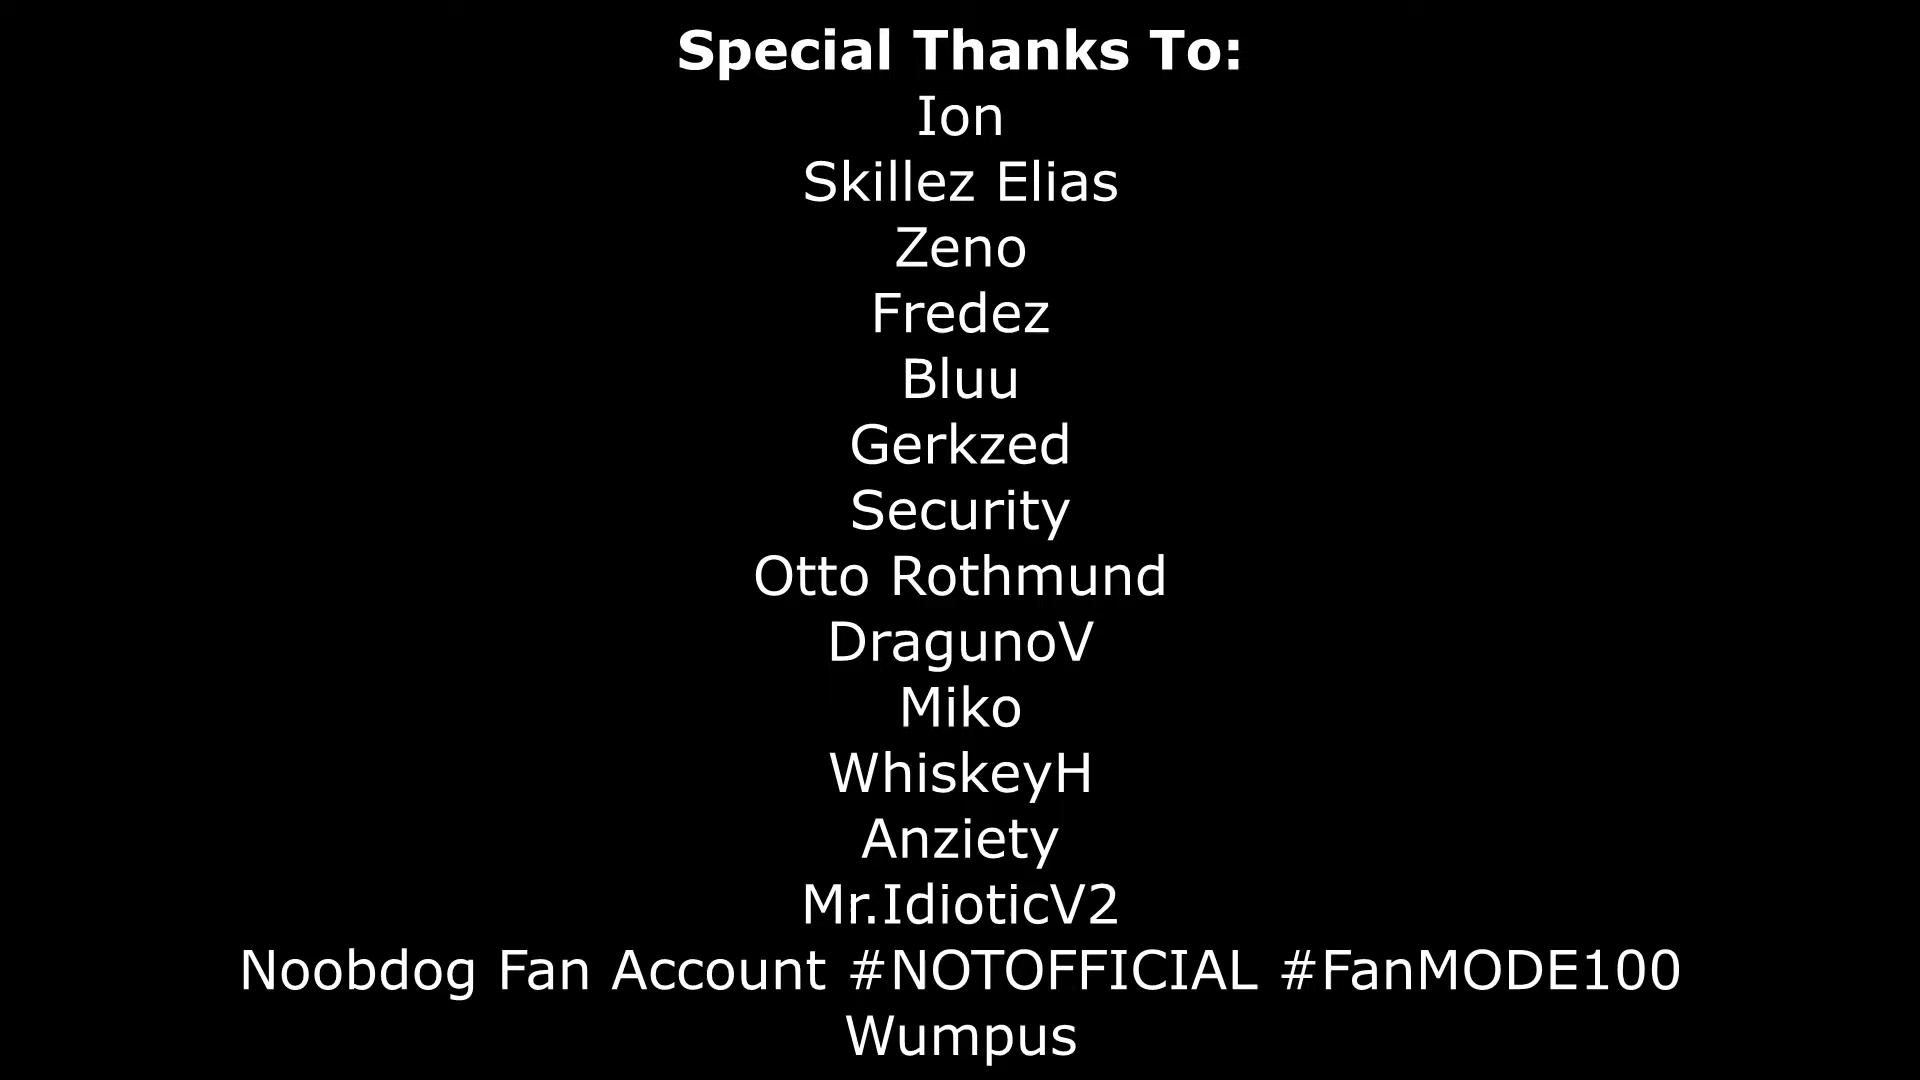 Special Thanks To:
Ion
Skillez Elias
Zeno
Fredez
Bluu
Gerkzed
Security
Otto Rothmund
DragunoV
Miko
WhiskeyH
Anziety
Mr.IdioticV2
Noobdog Fan Account #NOTOFFICIAL #FanMODE100
Wumpus